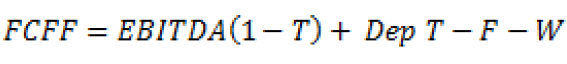 FCFF = EBITDA(1 − T) + Dep T − F − W